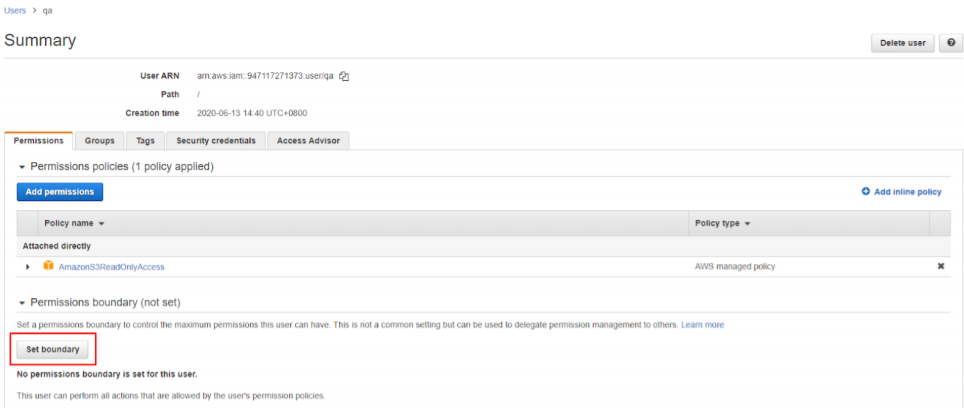 Users > qa
Summary
Delete user
User ARN arn:aws:iam::947117271373:user/qa
Path /
Creation time 2020-06-13 14:40 UTC+0800
Permissions Groups Tags Security credentials Access Advisor
Permissions policies (1 policy applied)
Add permissions Add inline policy
Policy name Policy type
Attached directly
AmazonS3ReadOnlyAccess AWS managed policy
Permissions boundary (not set)
Set a permissions boundary to control the maximum permissions this user can have. This is not a common setting but can be used to delegate permission management to others. Learn more
Set boundary
No permissions boundary is set for this user.
This user can perform all actions that are allowed by the user's permission policies.